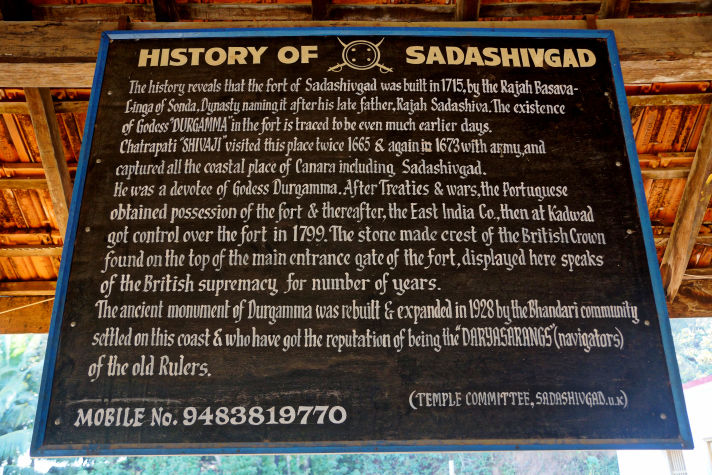 HISTORY OF SADASHIVGAD
The history reveals that the fort of Sadashivgad was built in 1715, by the Rajah Basava-
Linga of Sonda, Dynasty naming it after his late father, Rajah Sadashiva. The existence
of Godess "DURGAMMA" in the fort is traced to be even much earlier days.
Chatrapati "SHIVAJI" visited this place twice 1665 & again in 1673 with army, and
captured all the coastal place of Canara including Sadashivgad.
He was a devotee of Godess Durgamma. After Treaties & wars, the Portuguese
obtained possession of the fort & thereafter, the East India Co., then at Kadwad
got control over the fort in 1799. The stone made crest of the British Crown
found on the top of the main entrance gate of the fort, displayed here speaks
of the British supremacy for number of years.
The ancient monument of Durgamma was rebuilt & expanded in 1928 by the Bhandari community
settled on this coast & who have got the reputation of being the "DARYASARANGS" (navigators)
of the old Rulers.
(TEMPLE COMMITTEE, SADASHIVGAD. U.K)
MOBILE No. 9483819770